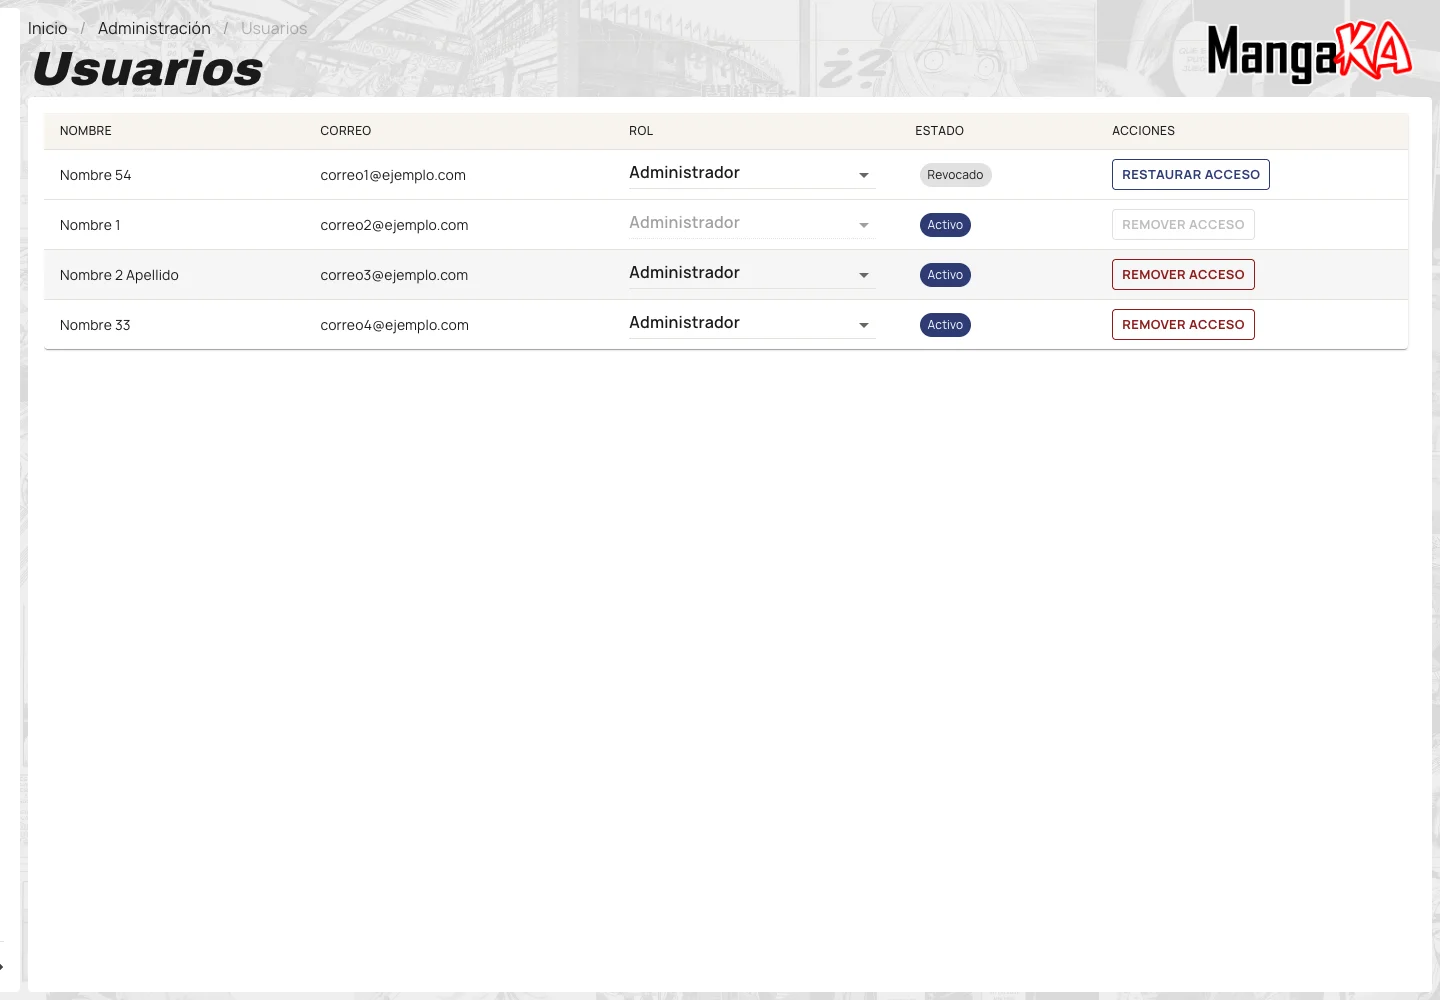 Inicio / Administración / Usuarios
MangaKA
Usuarios
NOMBRE CORREO ROL ESTADO ACCIONES
Nombre 54 correo1@ejemplo.com Administrador Revocado RESTAURAR ACCESO
Nombre 1 correo2@ejemplo.com Administrador Activo REMOVER ACCESO
Nombre 2 Apellido correo3@ejemplo.com Administrador Activo REMOVER ACCESO
Nombre 33 correo4@ejemplo.com Administrador Activo REMOVER ACCESO